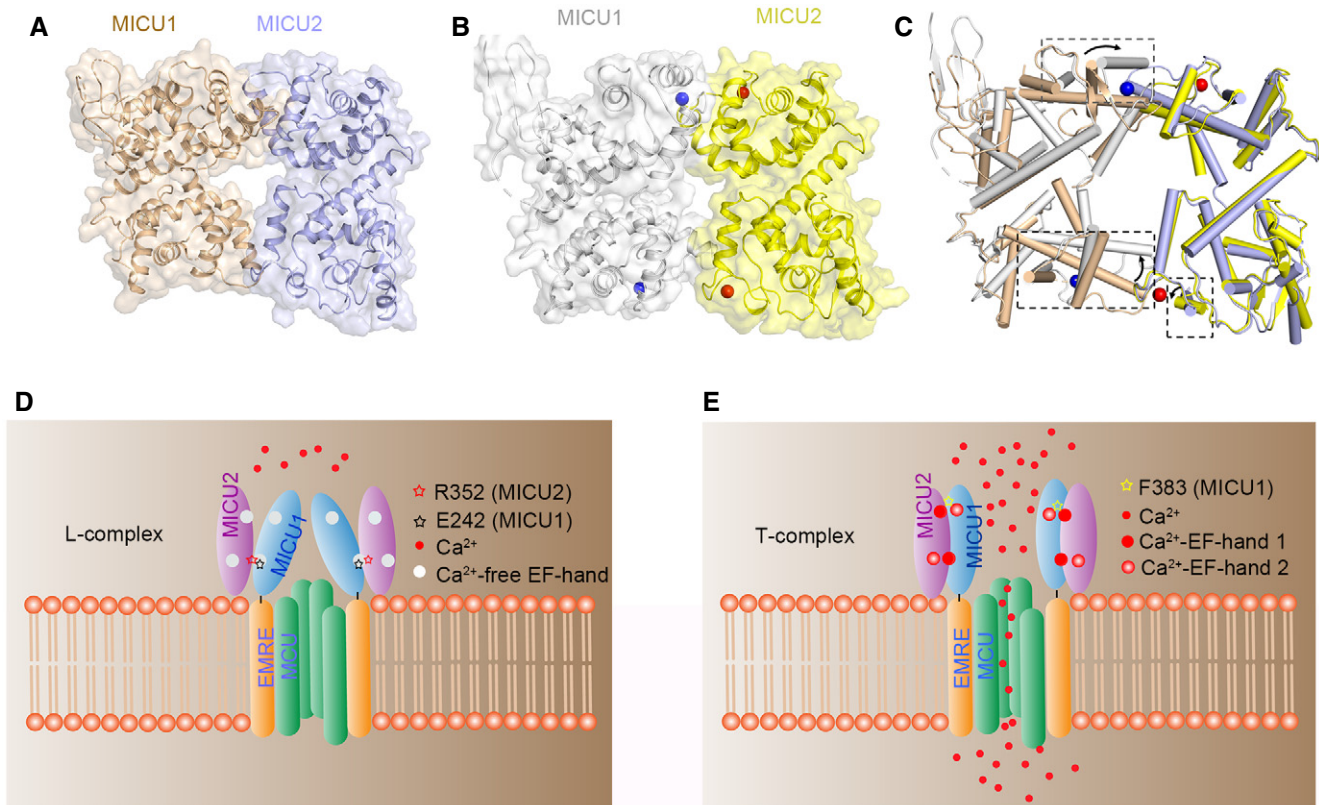 A
MICU1
MICU2
B
MICU1
MICU2
C
D
L-complex
MICU2
MICU1
EMRE
MCU
R352 (MICU2)
E242 (MICU1)
Ca²⁺
Ca²⁺-free EF-hand
E
T-complex
MICU2
MICU1
EMRE
MCU
F383 (MICU1)
Ca²⁺
Ca²⁺-EF-hand 1
Ca²⁺-EF-hand 2